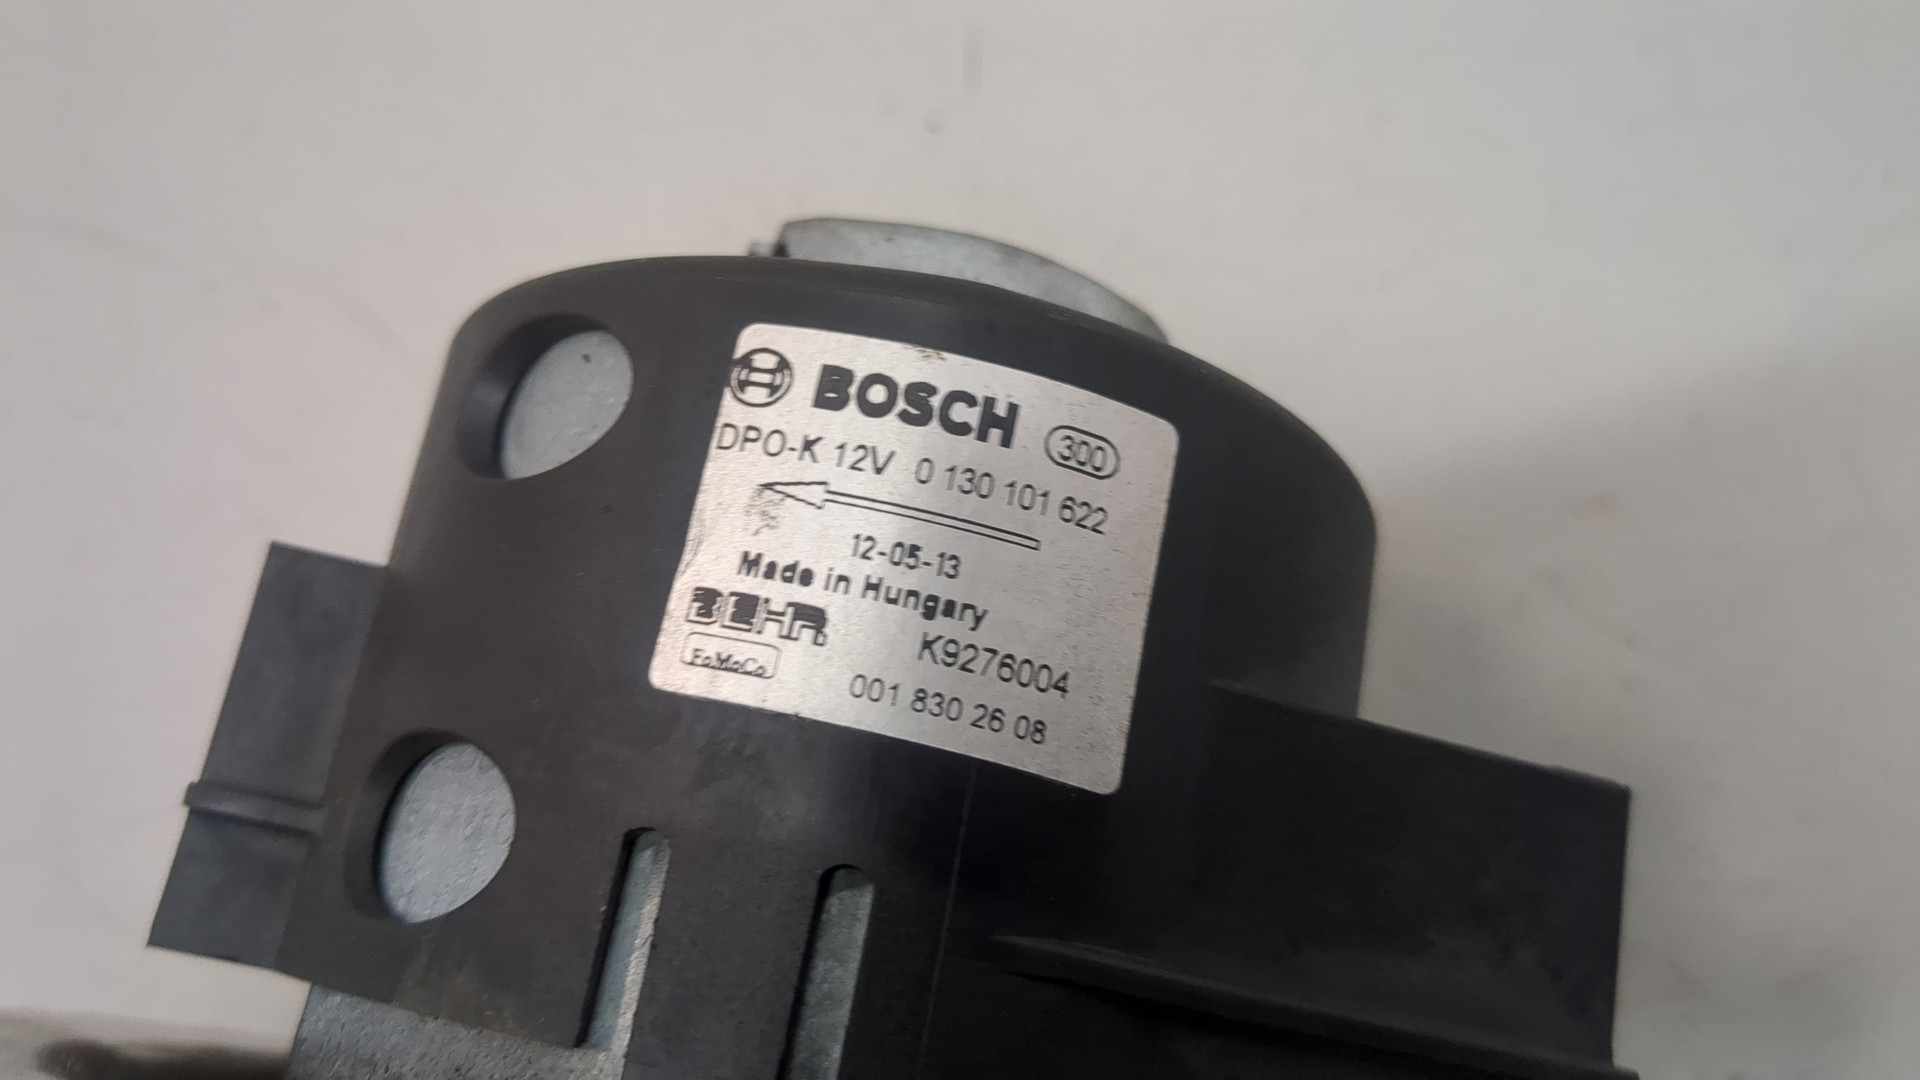 BOSCH 300
DPO-K 12V 0 130 101 622
12-05-13
Made in Hungary
BEHR K9276004
FoMoCo 001 830 26 08